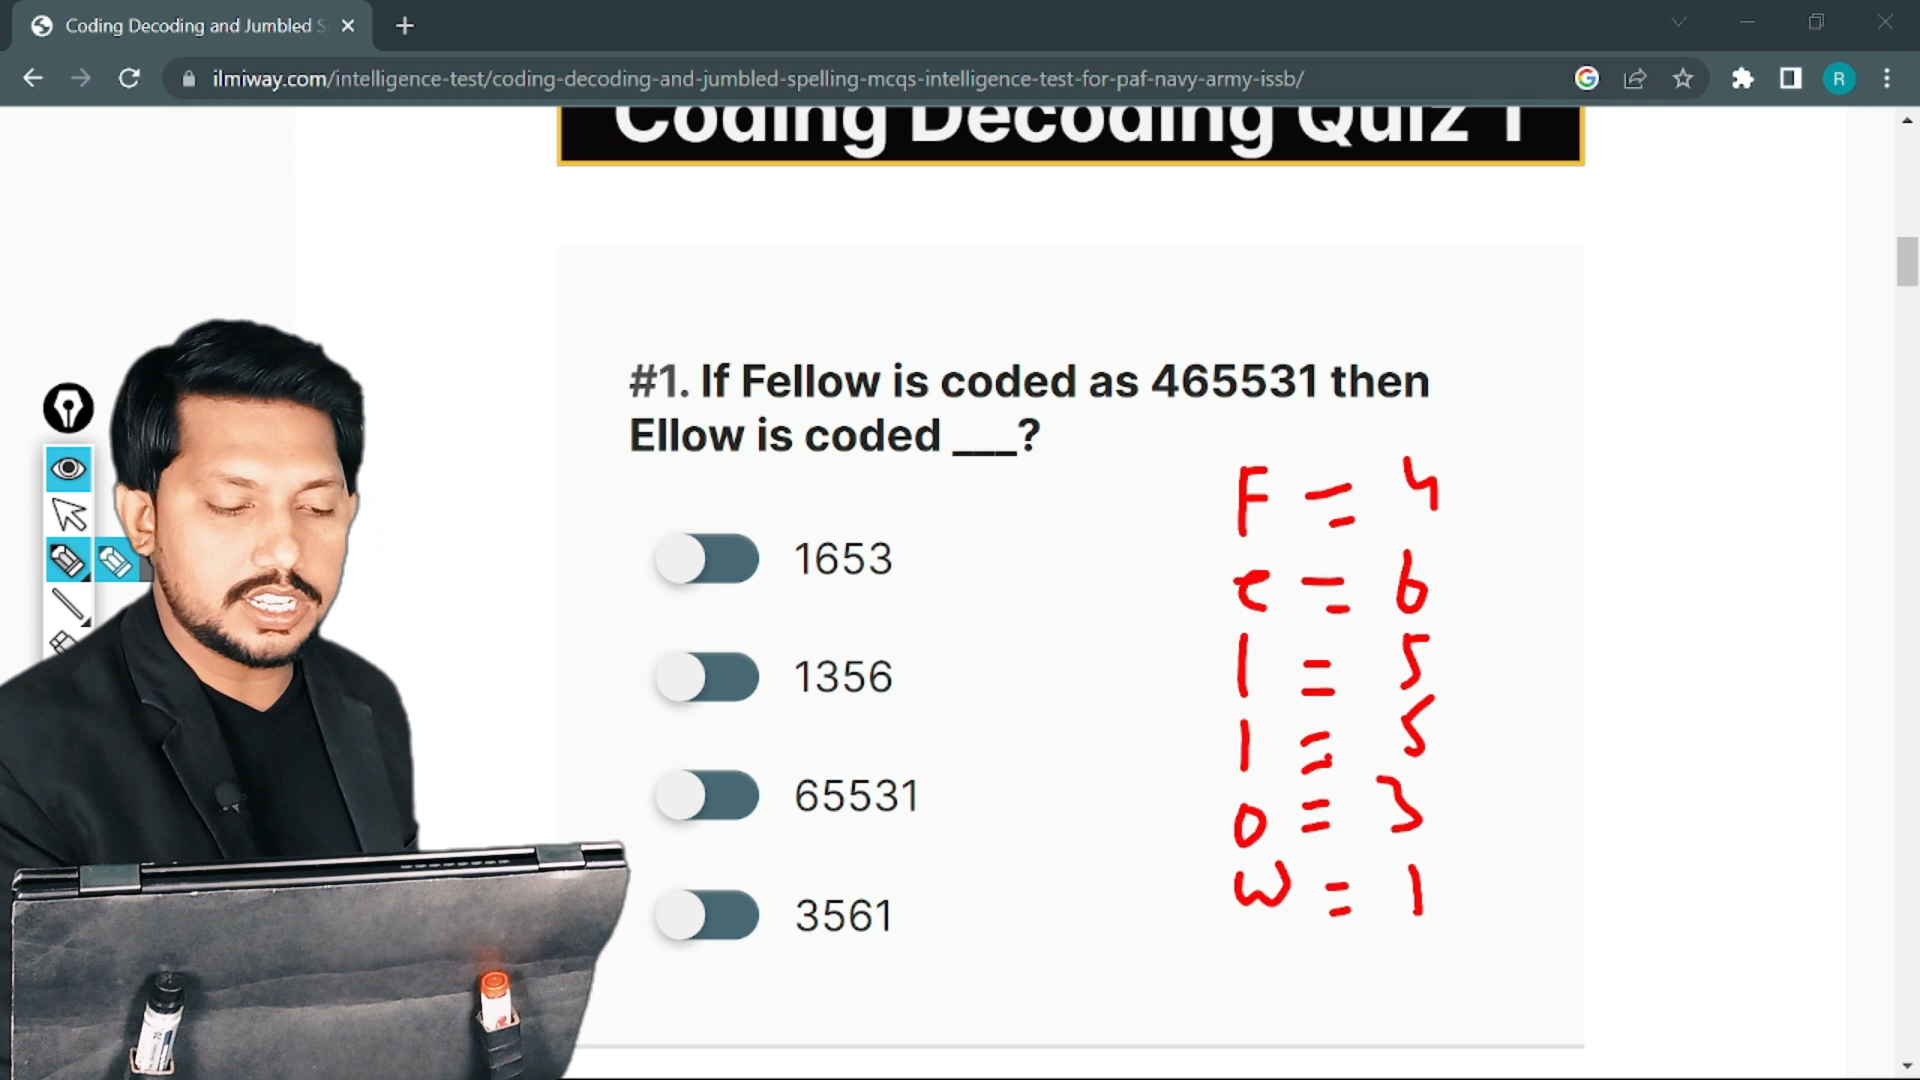 Coding Decoding and Jumbled S
ilmiway.com/intelligence-test/coding-decoding-and-jumbled-spelling-mcqs-intelligence-test-for-paf-navy-army-issb/
R
Coding Decoding Quiz 1
#1. If Fellow is coded as 465531 then
Ellow is coded ___?
1653
1356
65531
3561
F = 4
e = 6
l = 5
l = 5
o = 3
w = 1